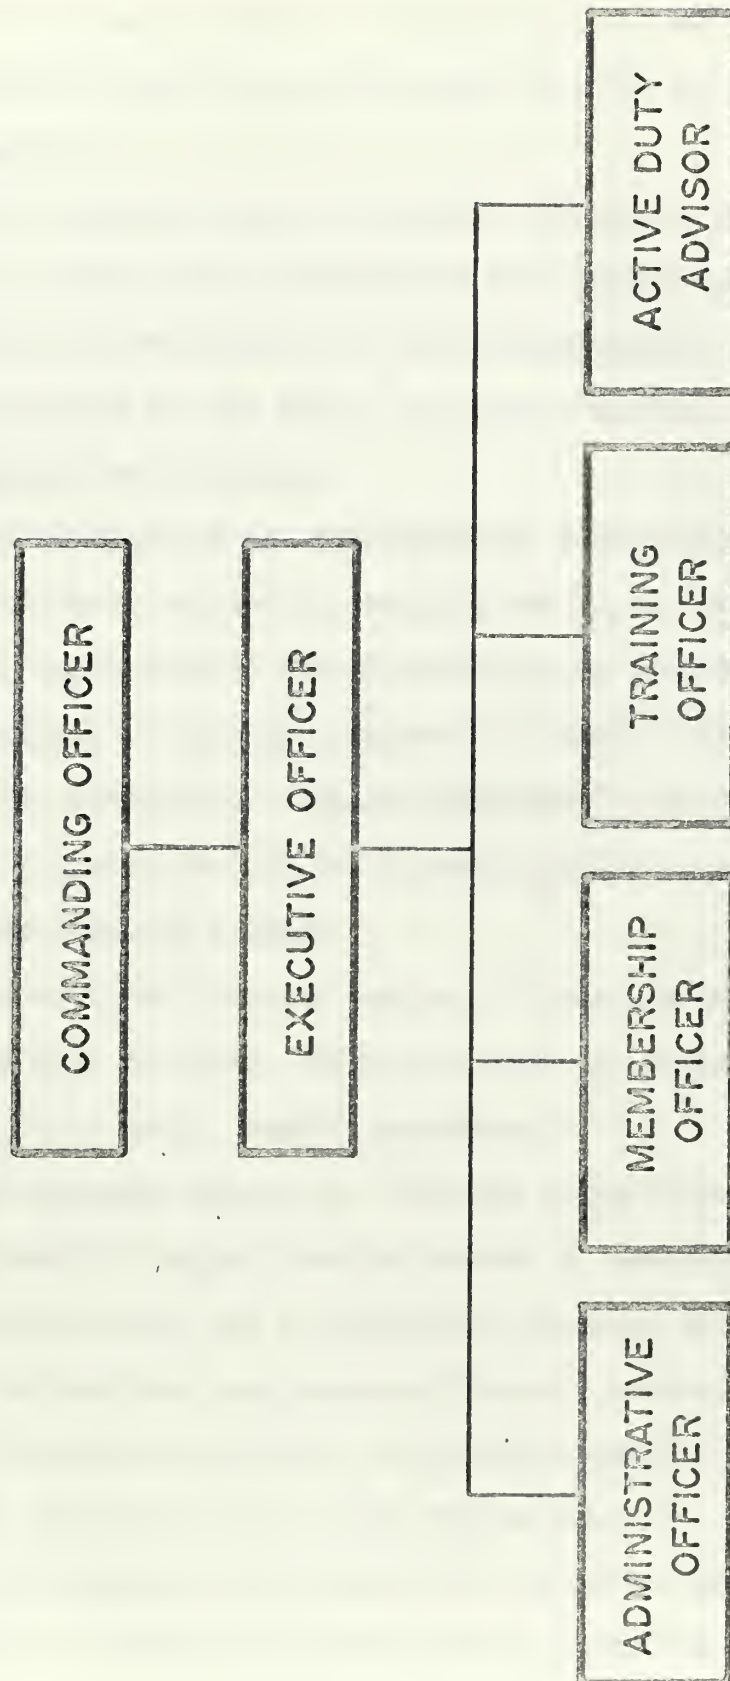 COMMANDING OFFICER
EXECUTIVE OFFICER
ADMINISTRATIVE
OFFICER
MEMBERSHIP
OFFICER
TRAINING
OFFICER
ACTIVE DUTY
ADVISOR